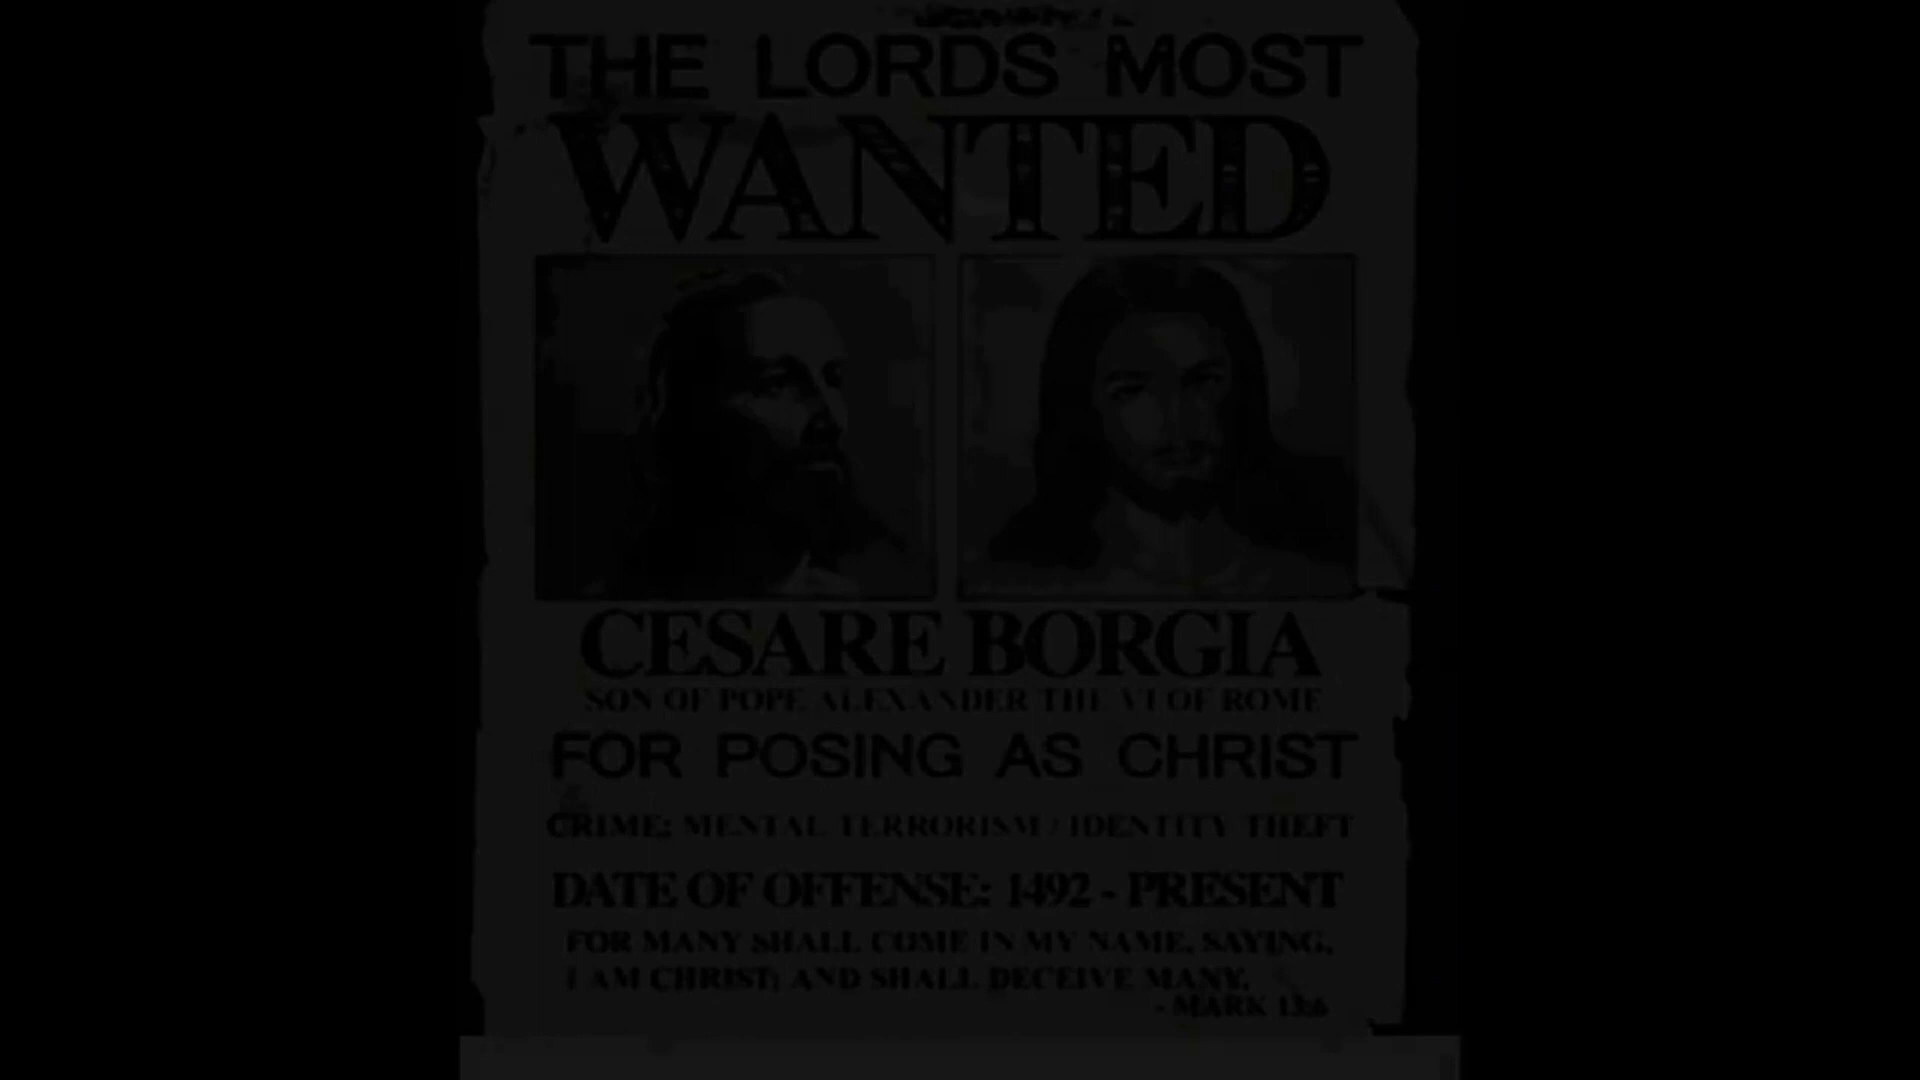 THE LORDS MOST
WANTED
CESARE BORGIA
SON OF POPE ALEXANDER THE VI OF ROME
FOR POSING AS CHRIST
CRIME: MENTAL TERRORISM / IDENTITY THEFT
DATE OF OFFENSE: 1492 - PRESENT
FOR MANY SHALL COME IN MY NAME, SAYING,
I AM CHRIST; AND SHALL DECEIVE MANY.
- MARK 13:6